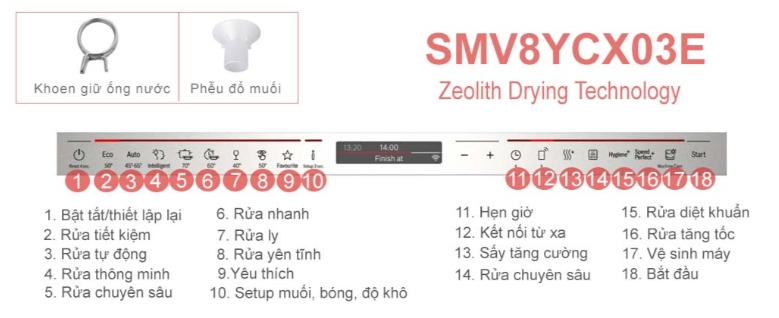 Khoen giữ ống nước
Phễu đổ muối
SMV8YCX03E
Zeolith Drying Technology
Reset 4 sec.
Eco
50°
Auto
45°-65°
Intelligent
70°
60°
40°
50°
Favourite
Setup 3 sec.
13:20
14:00
Finish at
- +
Hygiene+
Speed
Perfect+
Machine Care
Start
1 2 3 4 5 6 7 8 9 10 11 12 13 14 15 16 17 18
1. Bật tắt/thiết lập lại
2. Rửa tiết kiệm
3. Rửa tự động
4. Rửa thông minh
5. Rửa chuyên sâu
6. Rửa nhanh
7. Rửa ly
8. Rửa yên tĩnh
9.Yêu thích
10. Setup muối, bóng, độ khô
11. Hẹn giờ
12. Kết nối từ xa
13. Sấy tăng cường
14. Rửa chuyên sâu
15. Rửa diệt khuẩn
16. Rửa tăng tốc
17. Vệ sinh máy
18. Bắt đầu